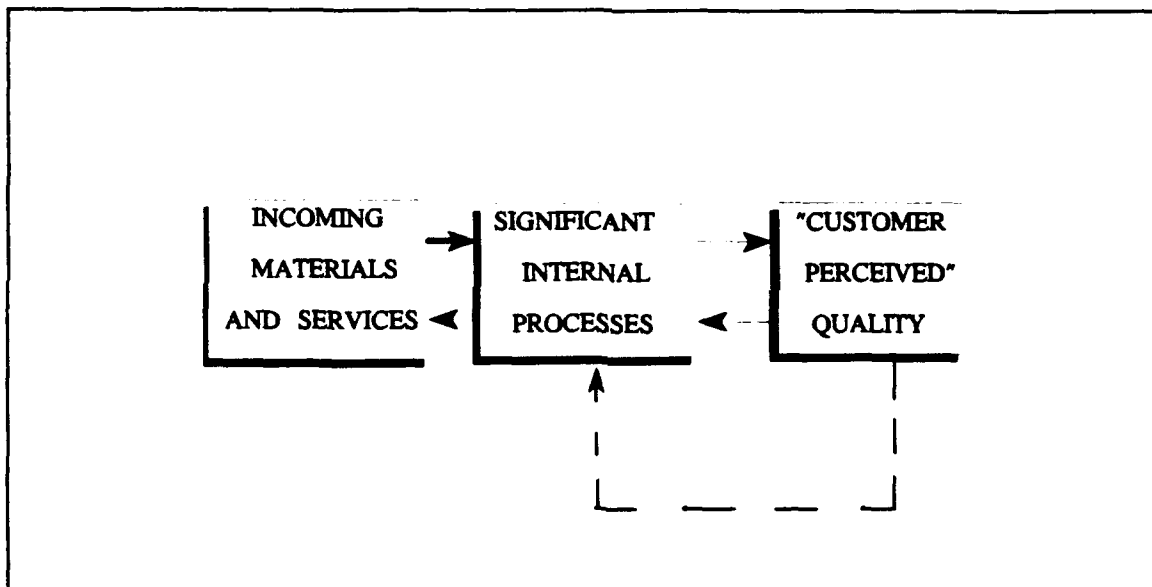 INCOMING
MATERIALS
AND SERVICES
SIGNIFICANT
INTERNAL
PROCESSES
"CUSTOMER
PERCEIVED"
QUALITY